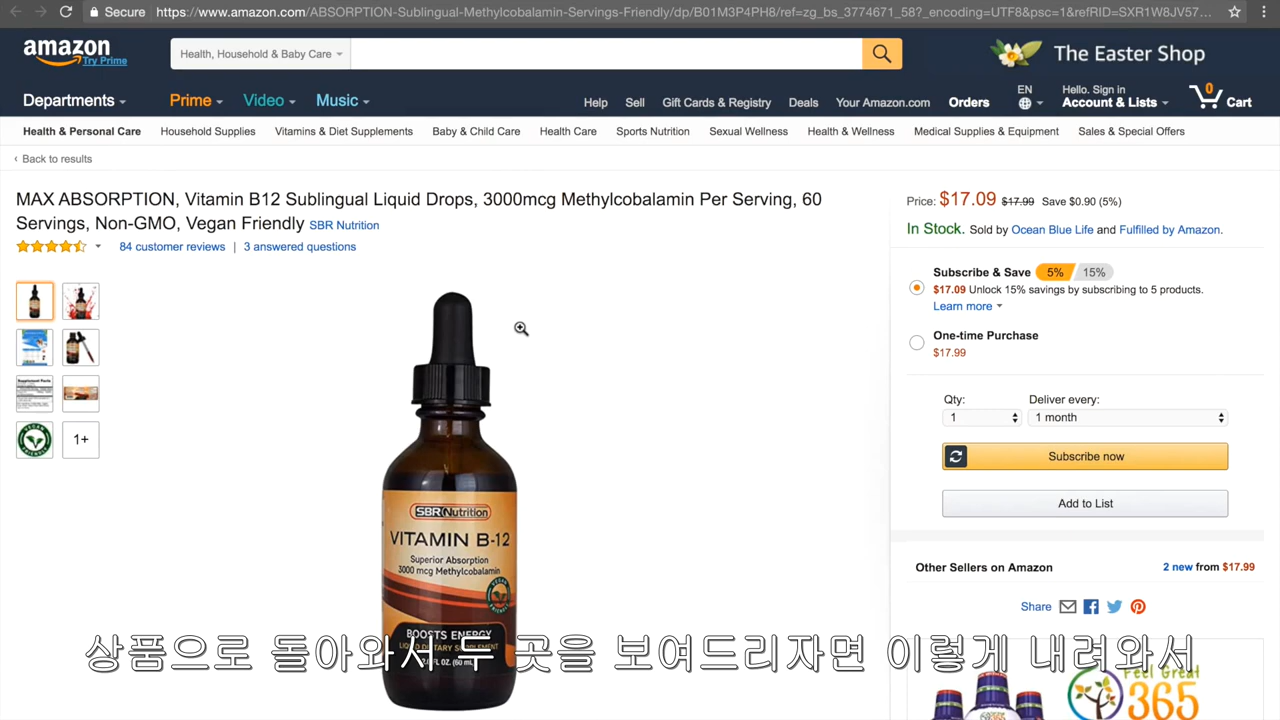 Secure https://www.amazon.com/ABSORPTION-Sublingual-Methylcobalamin-Servings-Friendly/dp/B01M3P4PH8/ref=zg_bs_3774671_58?_encoding=UTF8&psc=1&refRID=SXR1W8JV57...
amazon
Try Prime
Health, Household & Baby Care
The Easter Shop
Departments
Prime
Video
Music
Help
Sell
Gift Cards & Registry
Deals
Your Amazon.com
Orders
EN
Hello. Sign in
Account & Lists
0
Cart
Health & Personal Care
Household Supplies
Vitamins & Diet Supplements
Baby & Child Care
Health Care
Sports Nutrition
Sexual Wellness
Health & Wellness
Medical Supplies & Equipment
Sales & Special Offers
‹ Back to results
MAX ABSORPTION, Vitamin B12 Sublingual Liquid Drops, 3000mcg Methylcobalamin Per Serving, 60
Servings, Non-GMO, Vegan Friendly SBR Nutrition
84 customer reviews | 3 answered questions
1+
SBR Nutrition
VITAMIN B-12
Superior Absorption
3000 mcg Methylcobalamin
BOOSTS ENERGY
LIQUID DIETARY SUPPLEMENT
FL OZ. (60 mL)
Price: $17.09 $17.99 Save $0.90 (5%)
In Stock. Sold by Ocean Blue Life and Fulfilled by Amazon.
Subscribe & Save 5% 15%
$17.09 Unlock 15% savings by subscribing to 5 products.
Learn more
One-time Purchase
$17.99
Qty:
Deliver every:
1
1 month
Subscribe now
Add to List
Other Sellers on Amazon
2 new from $17.99
Share
Feel Great
365
상품으로 돌아와서 두 곳을 보여드리자면 이렇게 내려와서